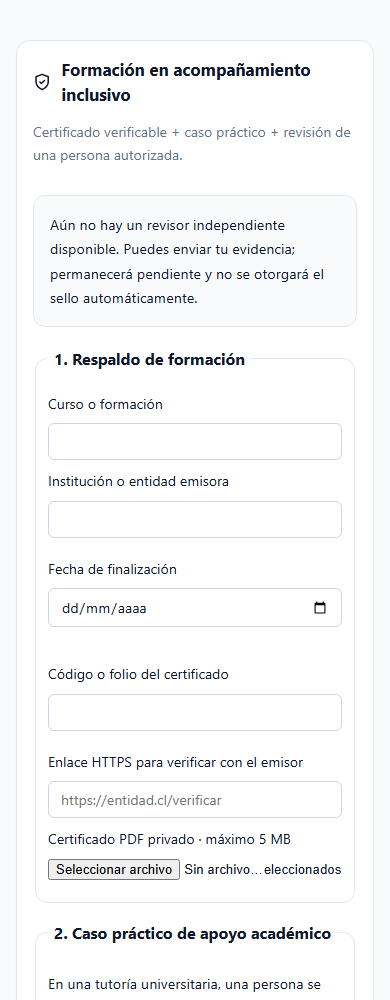 Formación en acompañamiento
inclusivo
Certificado verificable + caso práctico + revisión de
una persona autorizada.
Aún no hay un revisor independiente
disponible. Puedes enviar tu evidencia;
permanecerá pendiente y no se otorgará el
sello automáticamente.
1. Respaldo de formación
Curso o formación
Institución o entidad emisora
Fecha de finalización
dd/mm/aaaa
Código o folio del certificado
Enlace HTTPS para verificar con el emisor
https://entidad.cl/verificar
Certificado PDF privado · máximo 5 MB
Seleccionar archivo Sin archivo...eleccionados
2. Caso práctico de apoyo académico
En una tutoría universitaria, una persona se